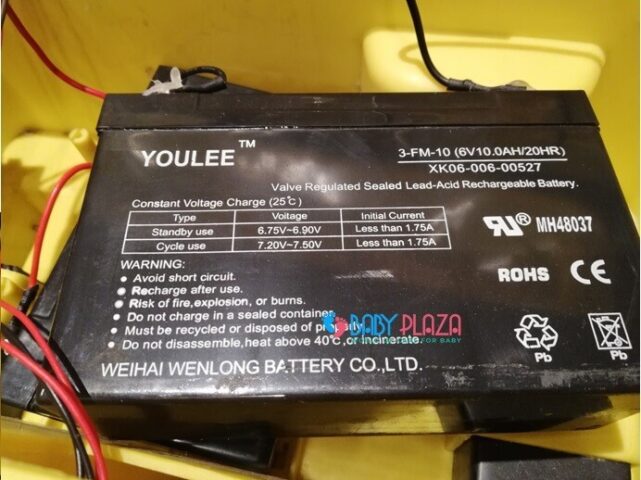 YOULEE™
3-FM-10 (6V10.0AH/20HR)
XK06-006-00527
Valve Regulated Sealed Lead-Acid Rechargeable Battery.
Constant Voltage Charge (25℃)
Type Voltage Initial Current
Standby use 6.75V~6.90V Less than 1.75A
Cycle use 7.20V~7.50V Less than 1.75A
RU® MH48037
ROHS CE
WARNING:
Avoid short circuit.
Recharge after use.
Risk of fire,explosion, or burns.
Do not charge in a sealed container.
Must be recycled or disposed of properly.
Do not disassemble,heat above 40℃,or incinerate.
BABY PLAZA
FOR BABY
Pb Pb
WEIHAI WENLONG BATTERY CO.,LTD.